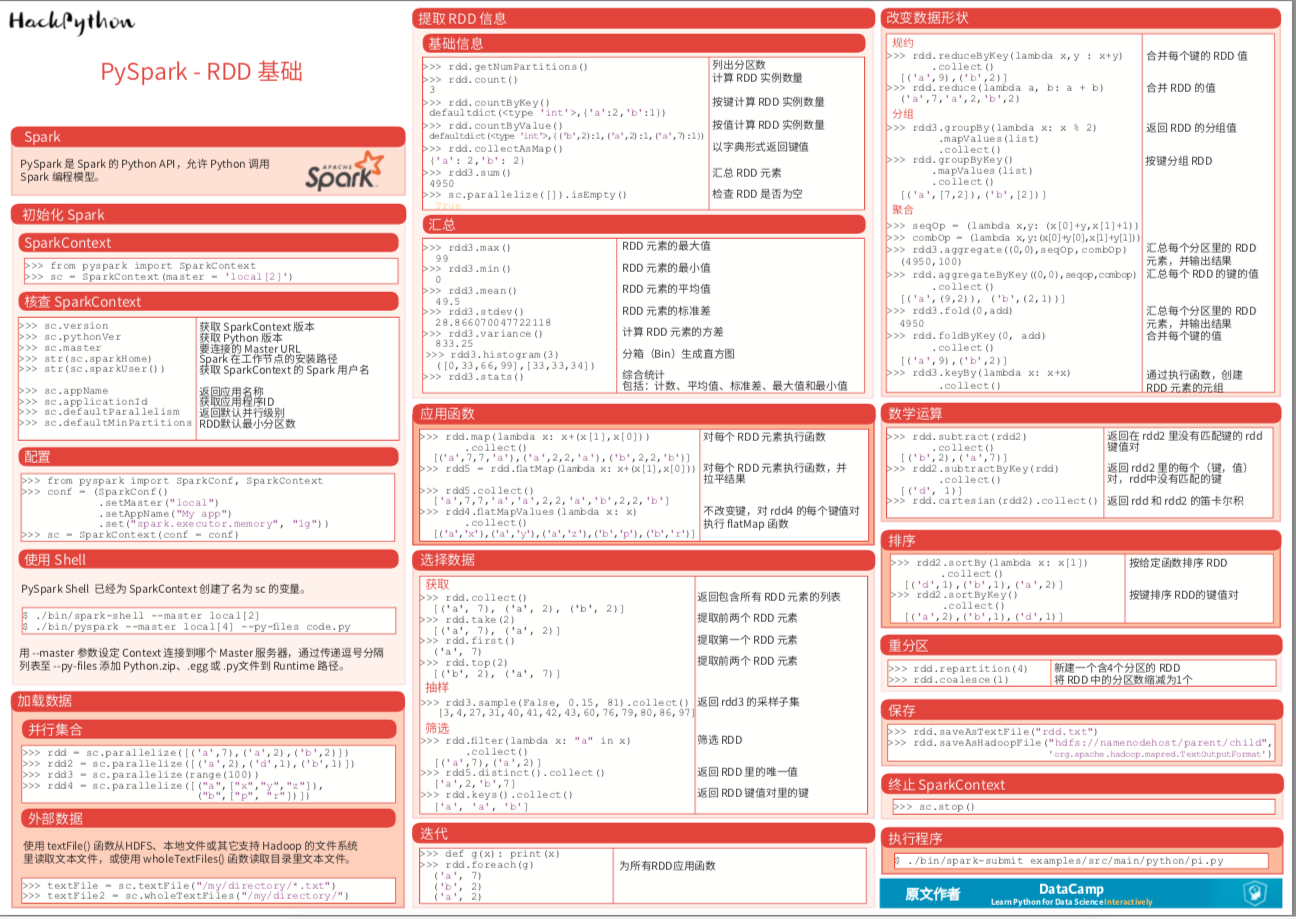 HackPython
PySpark - RDD 基础
Spark
PySpark 是 Spark 的 Python API，允许 Python 调用
Spark 编程模型。
APACHE
Spark
初始化 Spark
SparkContext
>>> from pyspark import SparkContext
>>> sc = SparkContext(master = 'local[2]')
核查 SparkContext
>>> sc.version 获取 SparkContext 版本
>>> sc.pythonVer 获取 Python 版本
>>> sc.master 要连接的 Master URL
>>> str(sc.sparkHome) Spark 在工作节点的安装路径
>>> str(sc.sparkUser()) 获取 SparkContext 的 Spark 用户名
>>> sc.appName 返回应用名称
>>> sc.applicationId 获取应用程序ID
>>> sc.defaultParallelism 返回默认并行级别
>>> sc.defaultMinPartitions RDD默认最小分区数
配置
>>> from pyspark import SparkConf, SparkContext
>>> conf = (SparkConf()
.setMaster("local")
.setAppName("My app")
.set("spark.executor.memory", "1g"))
>>> sc = SparkContext(conf = conf)
使用 Shell
PySpark Shell 已经为 SparkContext 创建了名为 sc 的变量。
$ ./bin/spark-shell --master local[2]
$ ./bin/pyspark --master local[4] --py-files code.py
用 --master 参数设定 Context 连接到哪个 Master 服务器，通过传递逗号分隔
列表至 --py-files 添加 Python.zip、.egg 或 .py文件到 Runtime 路径。
加载数据
并行集合
>>> rdd = sc.parallelize([('a',7),('a',2),('b',2)])
>>> rdd2 = sc.parallelize([('a',2),('d',1),('b',1)])
>>> rdd3 = sc.parallelize(range(100))
>>> rdd4 = sc.parallelize([("a",["x","y","z"]),
("b",["p", "r"])])
外部数据
使用 textFile() 函数从HDFS、本地文件或其它支持 Hadoop 的文件系统
里读取文本文件，或使用 wholeTextFiles() 函数读取目录里文本文件。
>>> textFile = sc.textFile("/my/directory/*.txt")
>>> textFile2 = sc.wholeTextFiles("/my/directory/")
提取 RDD 信息
基础信息
>>> rdd.getNumPartitions() 列出分区数
>>> rdd.count() 计算 RDD 实例数量
3
>>> rdd.countByKey() 按键计算 RDD 实例数量
defaultdict(<type 'int'>,{'a':2,'b':1})
>>> rdd.countByValue() 按值计算 RDD 实例数量
defaultdict(<type 'int'>,{('b',2):1,('a',2):1,('a',7):1})
>>> rdd.collectAsMap() 以字典形式返回键值
{'a': 2,'b': 2}
>>> rdd3.sum() 汇总 RDD 元素
4950
>>> sc.parallelize([]).isEmpty() 检查 RDD 是否为空
True
汇总
>>> rdd3.max() RDD 元素的最大值
99
>>> rdd3.min() RDD 元素的最小值
0
>>> rdd3.mean() RDD 元素的平均值
49.5
>>> rdd3.stdev() RDD 元素的标准差
28.866070047722118
>>> rdd3.variance() 计算 RDD 元素的方差
833.25
>>> rdd3.histogram(3) 分箱（Bin）生成直方图
([0,33,66,99],[33,33,34])
>>> rdd3.stats() 综合统计
包括：计数、平均值、标准差、最大值和最小值
应用函数
>>> rdd.map(lambda x: x+(x[1],x[0])) 对每个 RDD 元素执行函数
.collect()
[('a',7,7,'a'),('a',2,2,'a'),('b',2,2,'b')]
>>> rdd5 = rdd.flatMap(lambda x: x+(x[1],x[0])) 对每个 RDD 元素执行函数，并
拉平结果
>>> rdd5.collect()
['a',7,7,'a','a',2,2,'a','b',2,2,'b']
>>> rdd4.flatMapValues(lambda x: x) 不改变键，对 rdd4 的每个键值对
.collect() 执行 flatMap 函数
[('a','x'),('a','y'),('a','z'),('b','p'),('b','r')]
选择数据
获取
>>> rdd.collect() 返回包含所有 RDD 元素的列表
[('a', 7), ('a', 2), ('b', 2)]
>>> rdd.take(2) 提取前两个 RDD 元素
[('a', 7), ('a', 2)]
>>> rdd.first() 提取第一个 RDD 元素
('a', 7)
>>> rdd.top(2) 提取前两个 RDD 元素
[('b', 2), ('a', 7)]
抽样
>>> rdd3.sample(False, 0.15, 81).collect() 返回 rdd3 的采样子集
[3,4,27,31,40,41,42,43,60,76,79,80,86,97]
筛选
>>> rdd.filter(lambda x: "a" in x) 筛选 RDD
.collect()
[('a',7),('a',2)]
>>> rdd5.distinct().collect() 返回 RDD 里的唯一值
['a',2,'b',7]
>>> rdd.keys().collect() 返回 RDD 键值对里的键
['a', 'a', 'b']
迭代
>>> def g(x): print(x)
>>> rdd.foreach(g) 为所有RDD应用函数
('a', 7)
('b', 2)
('a', 2)
改变数据形状
规约
>>> rdd.reduceByKey(lambda x,y : x+y) 合并每个键的 RDD 值
.collect()
[('a',9),('b',2)]
>>> rdd.reduce(lambda a, b: a + b) 合并 RDD 的值
('a',7,'a',2,'b',2)
分组
>>> rdd3.groupBy(lambda x: x % 2) 返回 RDD 的分组值
.mapValues(list)
.collect()
>>> rdd.groupByKey() 按键分组 RDD
.mapValues(list)
.collect()
[('a',[7,2]),('b',[2])]
聚合
>>> seqOp = (lambda x,y: (x[0]+y,x[1]+1))
>>> combOp = (lambda x,y:(x[0]+y[0],x[1]+y[1]))
>>> rdd3.aggregate((0,0),seqOp,combOp) 汇总每个分区里的 RDD
(4950,100) 元素，并输出结果
>>> rdd.aggregateByKey((0,0),seqop,combop) 汇总每个 RDD 的键的值
.collect()
[('a',(9,2)), ('b',(2,1))]
>>> rdd3.fold(0,add) 汇总每个分区里的 RDD
4950 元素，并输出结果
>>> rdd.foldByKey(0, add) 合并每个键的值
.collect()
[('a',9),('b',2)]
>>> rdd3.keyBy(lambda x: x+x) 通过执行函数，创建
.collect() RDD 元素的元组
数学运算
>>> rdd.subtract(rdd2) 返回在 rdd2 里没有匹配键的 rdd
.collect() 键值对
[('b',2),('a',7)]
>>> rdd2.subtractByKey(rdd) 返回 rdd2 里的每个（键，值）
.collect() 对，rdd中没有匹配的键
[('d', 1)]
>>> rdd.cartesian(rdd2).collect() 返回 rdd 和 rdd2 的笛卡尔积
排序
>>> rdd2.sortBy(lambda x: x[1]) 按给定函数排序 RDD
.collect()
[('d',1),('b',1),('a',2)]
>>> rdd2.sortByKey() 按键排序 RDD的键值对
.collect()
[('a',2),('b',1),('d',1)]
重分区
>>> rdd.repartition(4) 新建一个含4个分区的 RDD
>>> rdd.coalesce(1) 将 RDD 中的分区数缩减为1个
保存
>>> rdd.saveAsTextFile("rdd.txt")
>>> rdd.saveAsHadoopFile("hdfs://namenodehost/parent/child",
'org.apache.hadoop.mapred.TextOutputFormat')
终止 SparkContext
>>> sc.stop()
执行程序
$ ./bin/spark-submit examples/src/main/python/pi.py
原文作者
DataCamp
Learn Python for Data Science Interactively